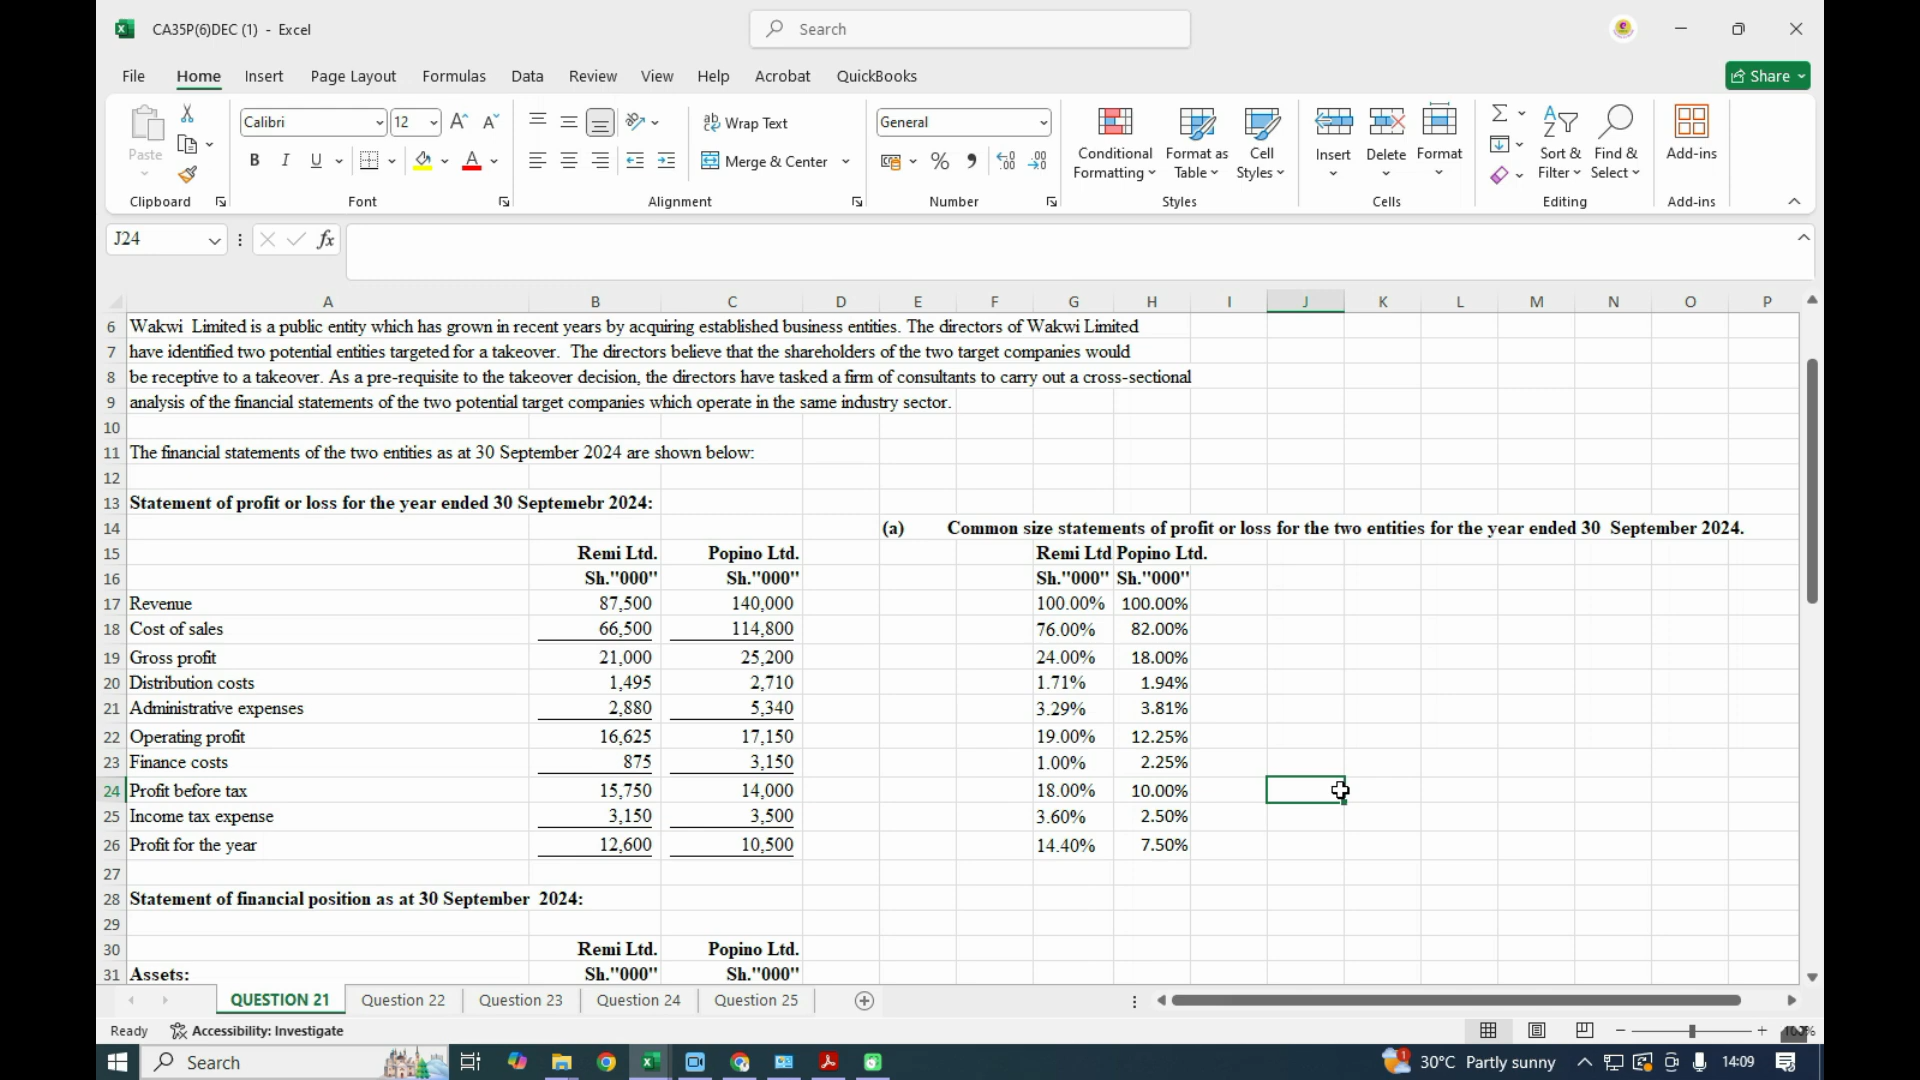 CA35P(6)DEC (1) - Excel
Search
File Home Insert Page Layout Formulas Data Review View Help Acrobat QuickBooks Share
Paste
Calibri 12
B I U
Wrap Text
Merge & Center
General
Conditional Formatting
Format as Table
Cell Styles
Insert Delete Format
Sort & Filter
Find & Select
Add-ins
Clipboard Font Alignment Number Styles Cells Editing Add-ins
J24 fx
A B C D E F G H I J K L M N O P
6 Wakwi Limited is a public entity which has grown in recent years by acquiring established business entities. The directors of Wakwi Limited
7 have identified two potential entities targeted for a takeover. The directors believe that the shareholders of the two target companies would
8 be receptive to a takeover. As a pre-requisite to the takeover decision, the directors have tasked a firm of consultants to carry out a cross-sectional
9 analysis of the financial statements of the two potential target companies which operate in the same industry sector.
10
11 The financial statements of the two entities as at 30 September 2024 are shown below:
12
13 Statement of profit or loss for the year ended 30 Septemebr 2024:
14 (a) Common size statements of profit or loss for the two entities for the year ended 30 September 2024.
15 Remi Ltd. Popino Ltd. Remi Ltd Popino Ltd.
16 Sh."000" Sh."000" Sh."000" Sh."000"
17 Revenue 87,500 140,000 100.00% 100.00%
18 Cost of sales 66,500 114,800 76.00% 82.00%
19 Gross profit 21,000 25,200 24.00% 18.00%
20 Distribution costs 1,495 2,710 1.71% 1.94%
21 Administrative expenses 2,880 5,340 3.29% 3.81%
22 Operating profit 16,625 17,150 19.00% 12.25%
23 Finance costs 875 3,150 1.00% 2.25%
24 Profit before tax 15,750 14,000 18.00% 10.00%
25 Income tax expense 3,150 3,500 3.60% 2.50%
26 Profit for the year 12,600 10,500 14.40% 7.50%
27
28 Statement of financial position as at 30 September 2024:
29
30 Remi Ltd. Popino Ltd.
31 Assets: Sh."000" Sh."000"
QUESTION 21 Question 22 Question 23 Question 24 Question 25
Ready Accessibility: Investigate
Search 30°C Partly sunny 14:09